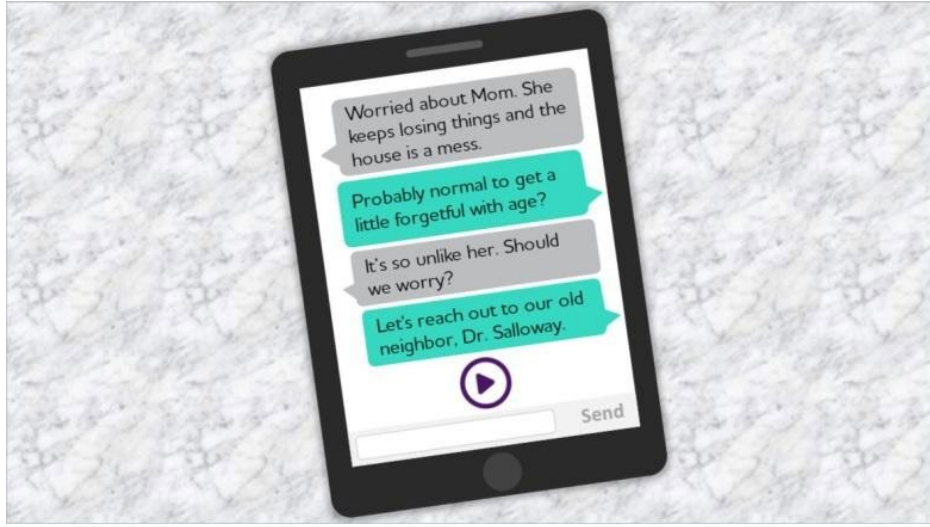 Worried about Mom. She
keeps losing things and the
house is a mess.
Probably normal to get a
little forgetful with age?
It's so unlike her. Should
we worry?
Let's reach out to our old
neighbor, Dr. Salloway.
Send